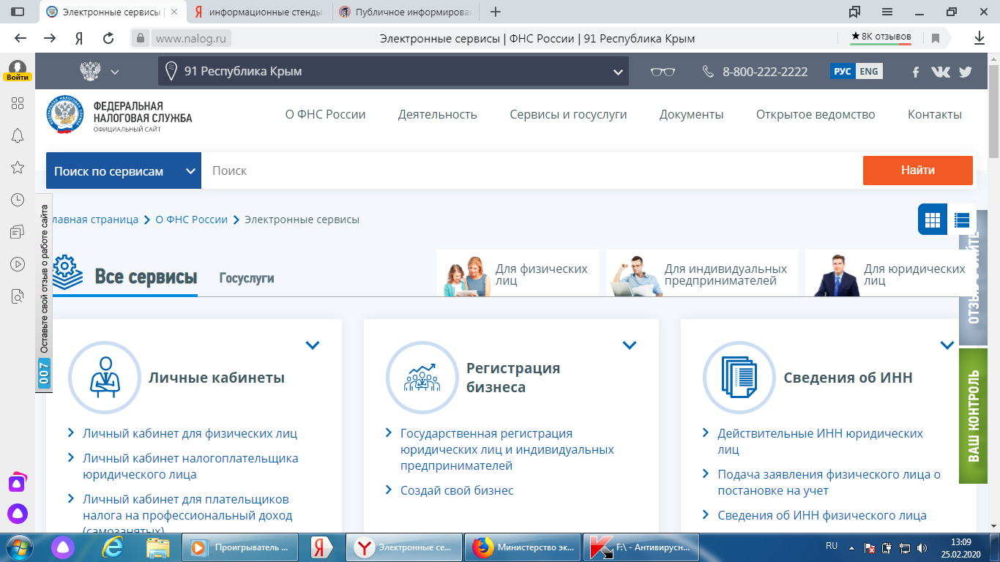 Электронные сервисы |
информационные стенды
Публичное информирован
www.nalog.ru
Электронные сервисы | ФНС России | 91 Республика Крым
★ 8K отзывов
Войти
91 Республика Крым
8-800-222-2222
РУС ENG
ФЕДЕРАЛЬНАЯ
НАЛОГОВАЯ СЛУЖБА
ОФИЦИАЛЬНЫЙ САЙТ
О ФНС России
Деятельность
Сервисы и госуслуги
Документы
Открытое ведомство
Контакты
Поиск по сервисам
Поиск
Найти
лавная страница
О ФНС России
Электронные сервисы
Оставьте свой отзыв о работе сайта
007
Все сервисы
Госуслуги
Для физических
лиц
Для индивидуальных
предпринимателей
Для юридических
лиц
ВАШ КОНТРОЛЬ
Личные кабинеты
Личный кабинет для физических лиц
Личный кабинет налогоплательщика
юридического лица
Личный кабинет для плательщиков
налога на профессиональный доход
(самозанятых)
Регистрация
бизнеса
Государственная регистрация
юридических лиц и индивидуальных
предпринимателей
Создай свой бизнес
Сведения об ИНН
Действительные ИНН юридических
лиц
Подача заявления физического лица о
постановке на учет
Сведения об ИНН физического лица
Проигрыватель ...
Электронные се...
Министерство эк...
F:\ - Антивирусн...
RU
13:09
25.02.2020